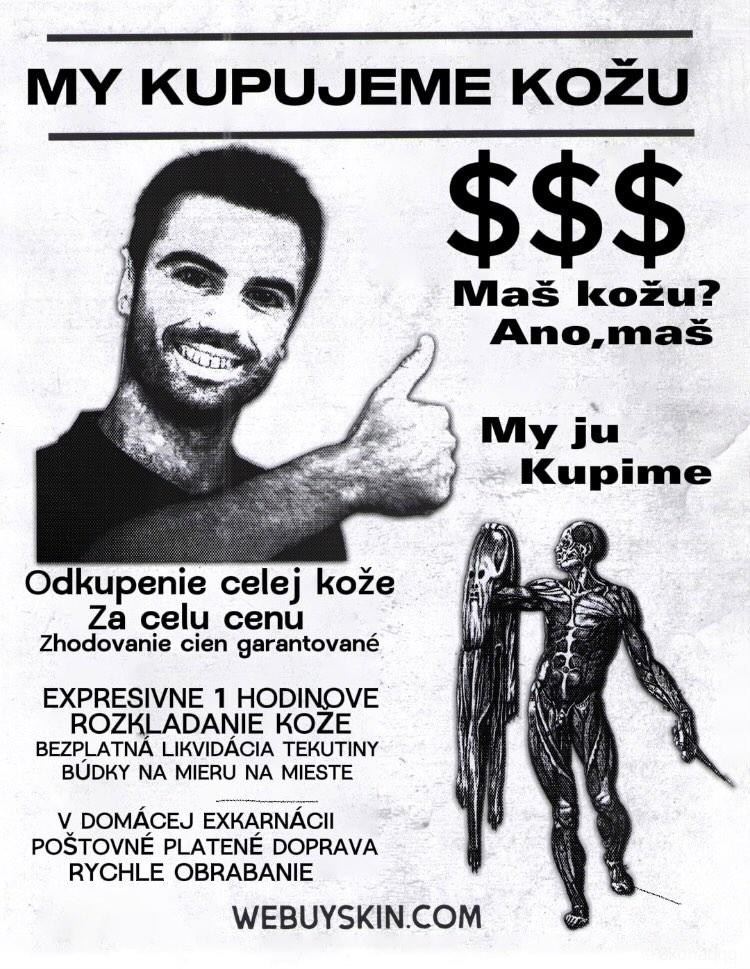 MY KUPUJEME KOŽU
$$$
Maš kožu?
Ano,maš
My ju
Kupime
Odkupenie celej kože
Za celu cenu
Zhodovanie cien garantované
EXPRESIVNE 1 HODINOVE
ROZKLADANIE KOŽE
BEZPLATNÁ LIKVIDÁCIA TEKUTINY
BÚDKY NA MIERU NA MIESTE
V DOMÁCEJ EXKARNÁCII
POŠTOVNÉ PLATENÉ DOPRAVA
RYCHLE OBRABANIE
WEBUYSKIN.COM